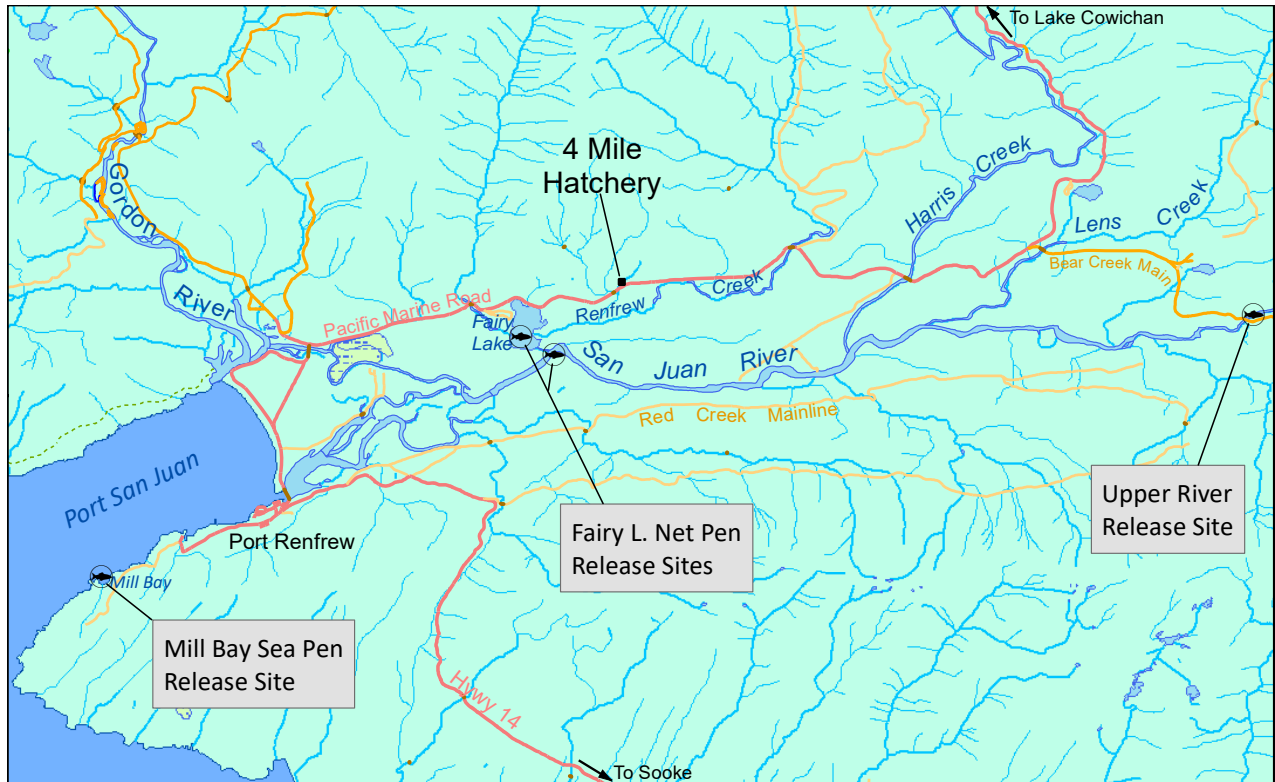 To Lake Cowichan
4 Mile
Hatchery
Gordon
River
Harris Creek
Lens Creek
Bear Creek Main
Pacific Marine Road
Fairy
Lake
Renfrew Creek
San Juan River
Red Creek Mainline
Port San Juan
Port Renfrew
Mill Bay
Fairy L. Net Pen
Release Sites
Upper River
Release Site
Mill Bay Sea Pen
Release Site
Hywy 14
To Sooke